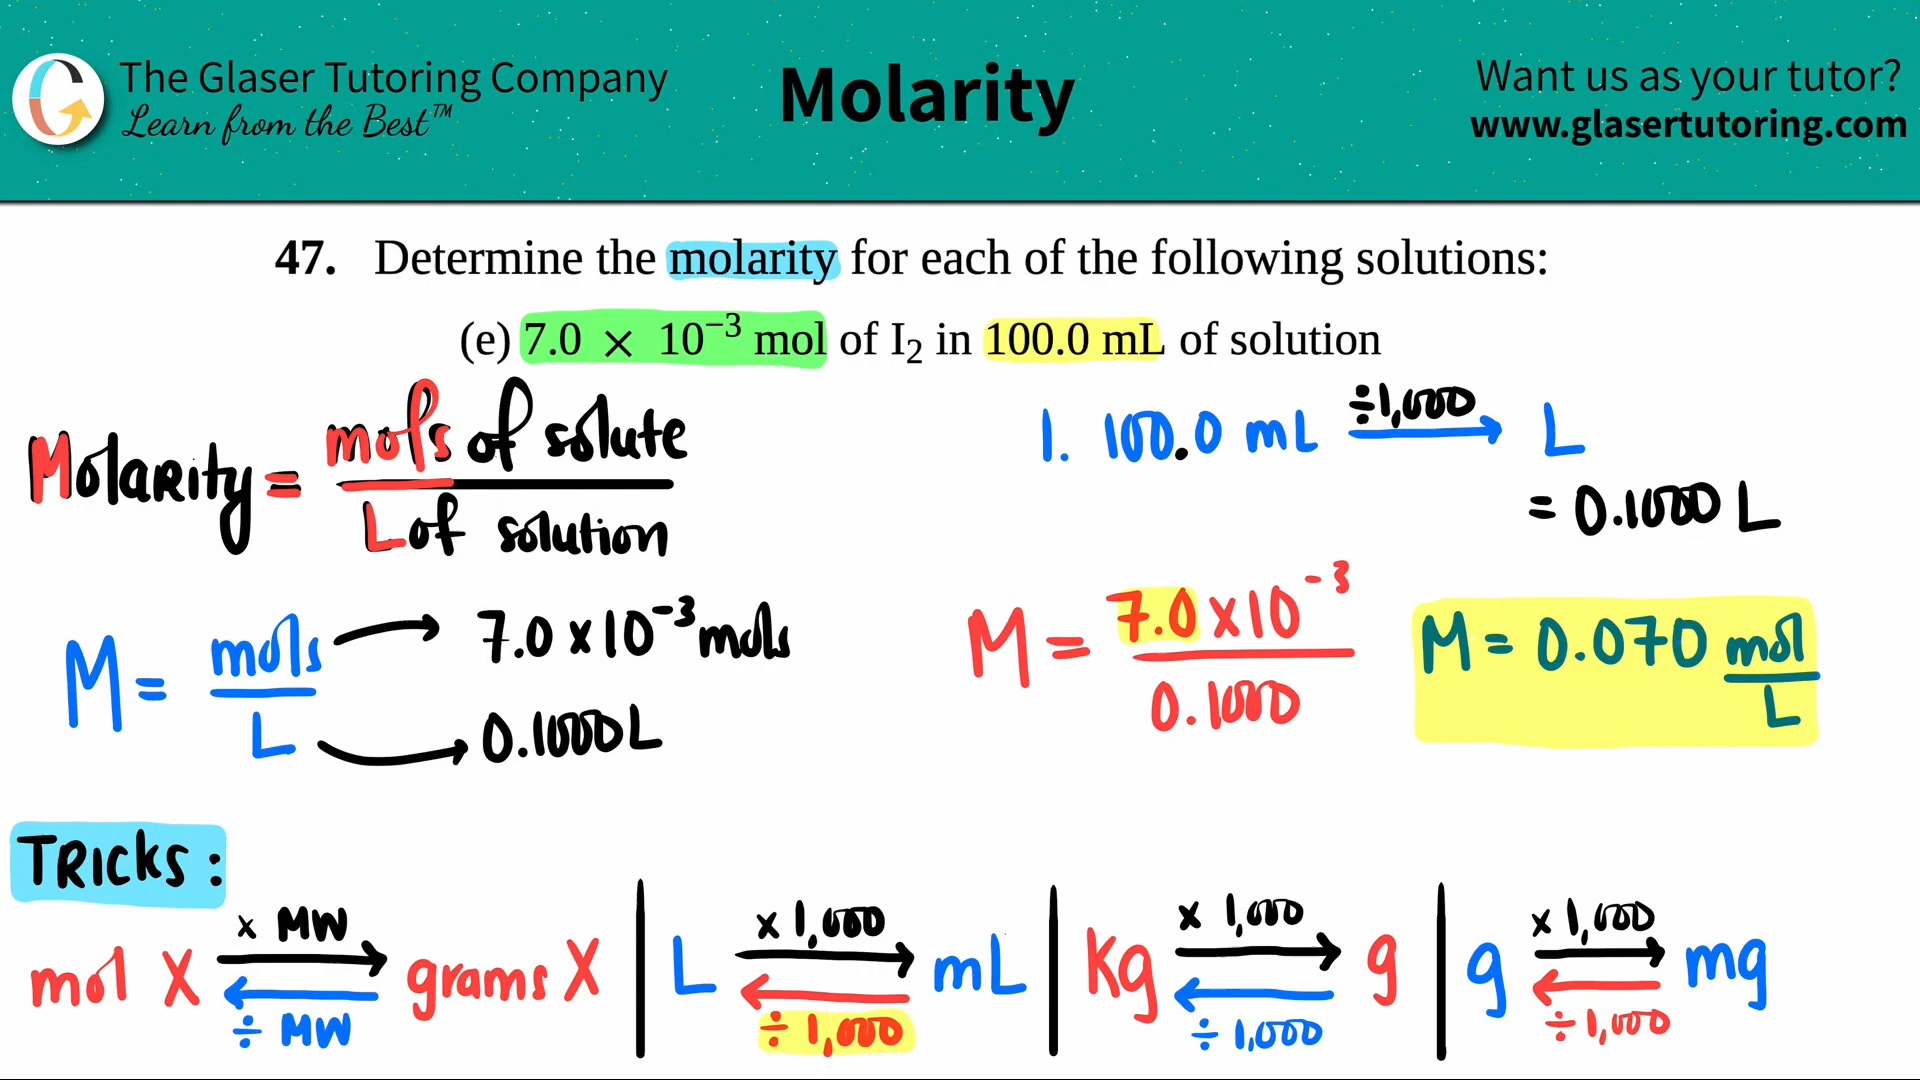 The Glaser Tutoring Company
Learn from the Best™
Molarity
Want us as your tutor?
www.glasertutoring.com
47. Determine the molarity for each of the following solutions:
(e) 7.0 × 10⁻³ mol of I₂ in 100.0 mL of solution
Molarity = mols of solute
L of solution
1. 100.0 mL ÷1,000 L
= 0.1000 L
M = mols
L
7.0 x 10⁻³ mols
0.1000 L
M = 7.0 x 10⁻³
0.1000
M = 0.070 mol
L
TRICKS:
x MW
mol X grams X
÷ MW
x 1,000
L mL
÷ 1,000
x 1,000
kg g
÷ 1,000
x 1,000
g mg
÷ 1,000